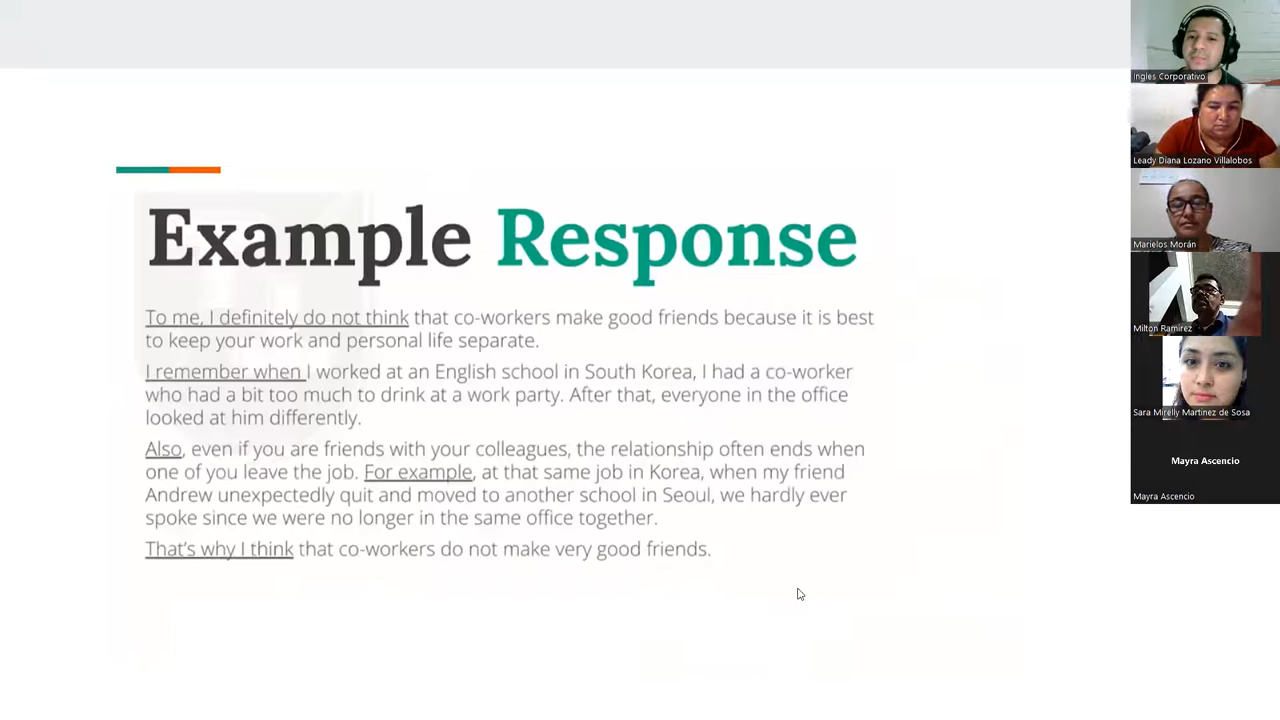 Example Response
To me, I definitely do not think that co-workers make good friends because it is best
to keep your work and personal life separate.
I remember when I worked at an English school in South Korea, I had a co-worker
who had a bit too much to drink at a work party. After that, everyone in the office
looked at him differently.
Also, even if you are friends with your colleagues, the relationship often ends when
one of you leave the job. For example, at that same job in Korea, when my friend
Andrew unexpectedly quit and moved to another school in Seoul, we hardly ever
spoke since we were no longer in the same office together.
That's why I think that co-workers do not make very good friends.
Ingles Corporativo
Leady Diana Lozano Villalobos
Marielos Morán
Milton Ramirez
Sara Mirelly Martinez de Sosa
Mayra Ascencio
Mayra Ascencio